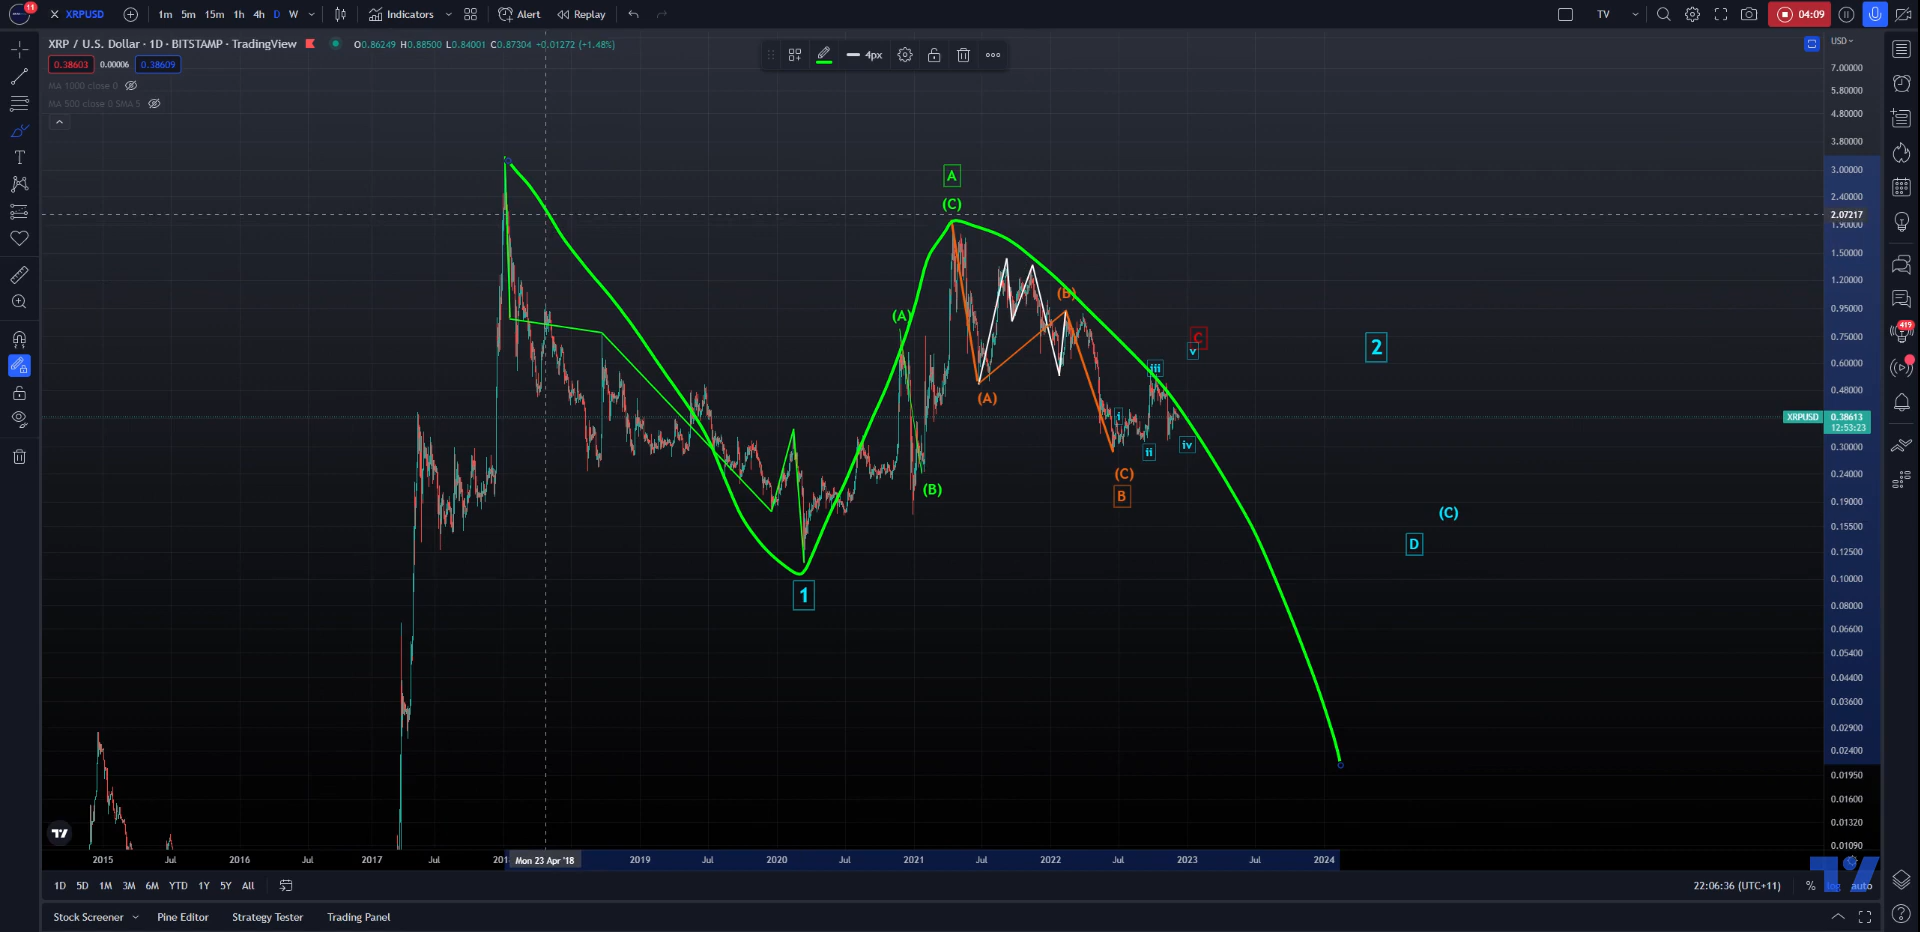 11
XRPUSD
1m 5m 15m 1h 4h D W
Indicators
Alert
Replay
TV
04:09
XRP / U.S. Dollar · 1D · BITSTAMP · TradingView
O0.86249 H0.88500 L0.84001 C0.87304 +0.01272 (+1.48%)
4px
USD
0.38603 0.00006 0.38609
MA 1000 close 0
MA 500 close 0 SMA 5
7.00000
5.80000
4.80000
3.80000
3.00000
2.40000
2.07217
1.90000
1.50000
1.20000
0.95000
0.75000
0.60000
0.48000
XRPUSD 0.38613
12:53:23
0.30000
0.24000
0.19000
0.15500
0.12500
0.10000
0.08000
0.06600
0.05400
0.04400
0.03600
0.02900
0.02400
0.01950
0.01600
0.01320
0.01090
A
(C)
(A)
(B)
1
(B)
(A)
(C)
B
i
ii
iii
iv
C
v
2
(C)
D
419
2015 Jul 2016 Jul 2017 Jul 201 Mon 23 Apr '18 2019 Jul 2020 Jul 2021 Jul 2022 Jul 2023 Jul 2024
1D 5D 1M 3M 6M YTD 1Y 5Y All
22:06:36 (UTC+11) % log auto
Stock Screener Pine Editor Strategy Tester Trading Panel